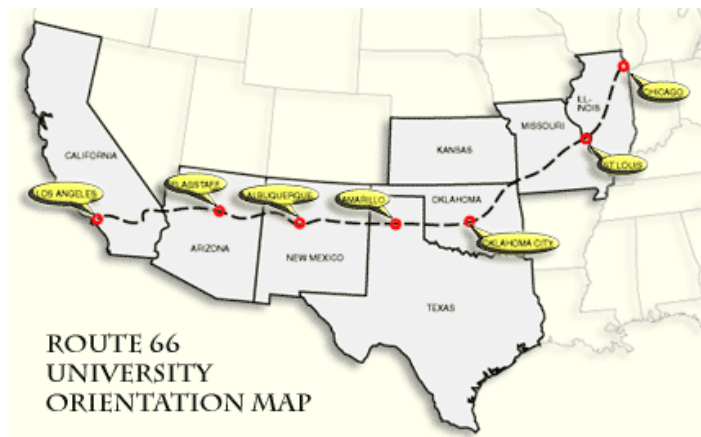 CHICAGO
ILL-
INOIS
MISSOURI
KANSAS
CALIFORNIA
ST LOUIS
FLAGSTAFF
LOS ANGELES
ALBUQUERQUE
AMARILLO
OKLAHOMA
OKLAHOMA CITY
ARIZONA
NEW MEXICO
TEXAS
ROUTE 66
UNIVERSITY
ORIENTATION MAP